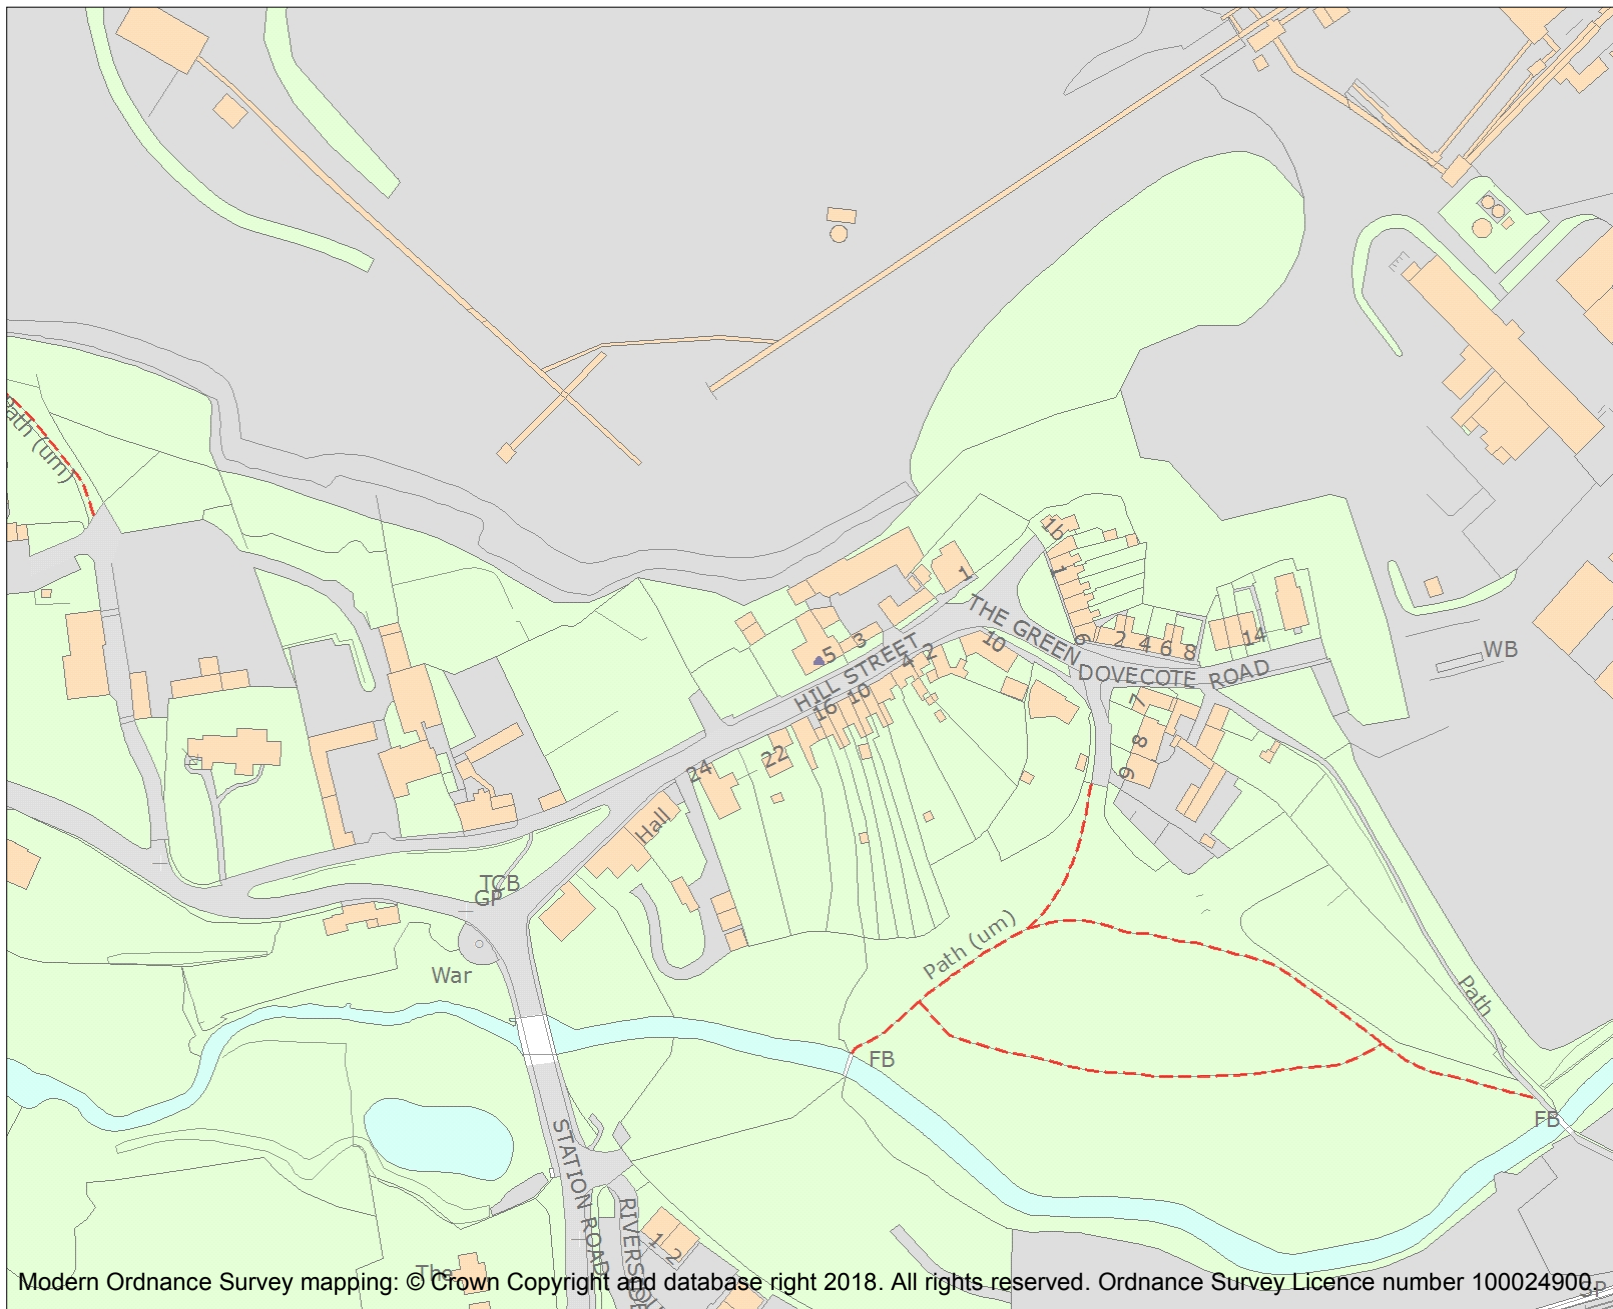 Path (um)
1b
1
1
THE GREEN
9
2
4
6
8
14
WB
3
5
HILL STREET
4
2
10
DOVECOTE ROAD
16
10
7
8
9
22
24
Hall
TCB
GP
War
Path (um)
Path
FB
FB
STATION ROAD
1
2
The
Modern Ordnance Survey mapping: © Crown Copyright and database right 2018. All rights reserved. Ordnance Survey Licence number 100024900.
SP